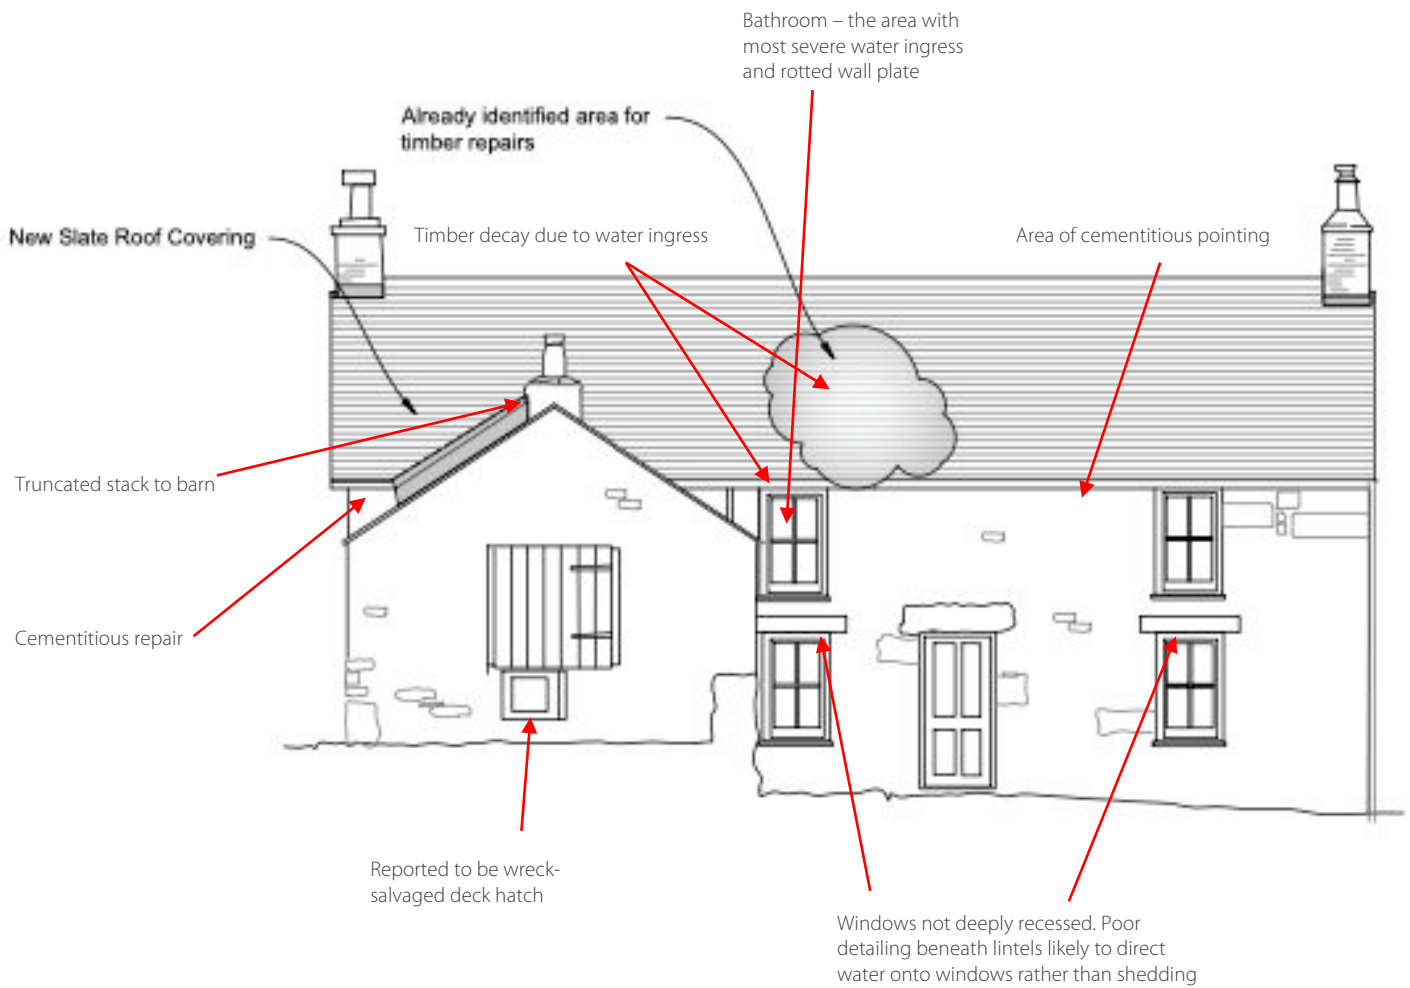 Bathroom – the area with
most severe water ingress
and rotted wall plate
Already identified area for
timber repairs
New Slate Roof Covering
Timber decay due to water ingress
Area of cementitious pointing
Truncated stack to barn
Cementitious repair
Reported to be wreck-
salvaged deck hatch
Windows not deeply recessed. Poor
detailing beneath lintels likely to direct
water onto windows rather than shedding